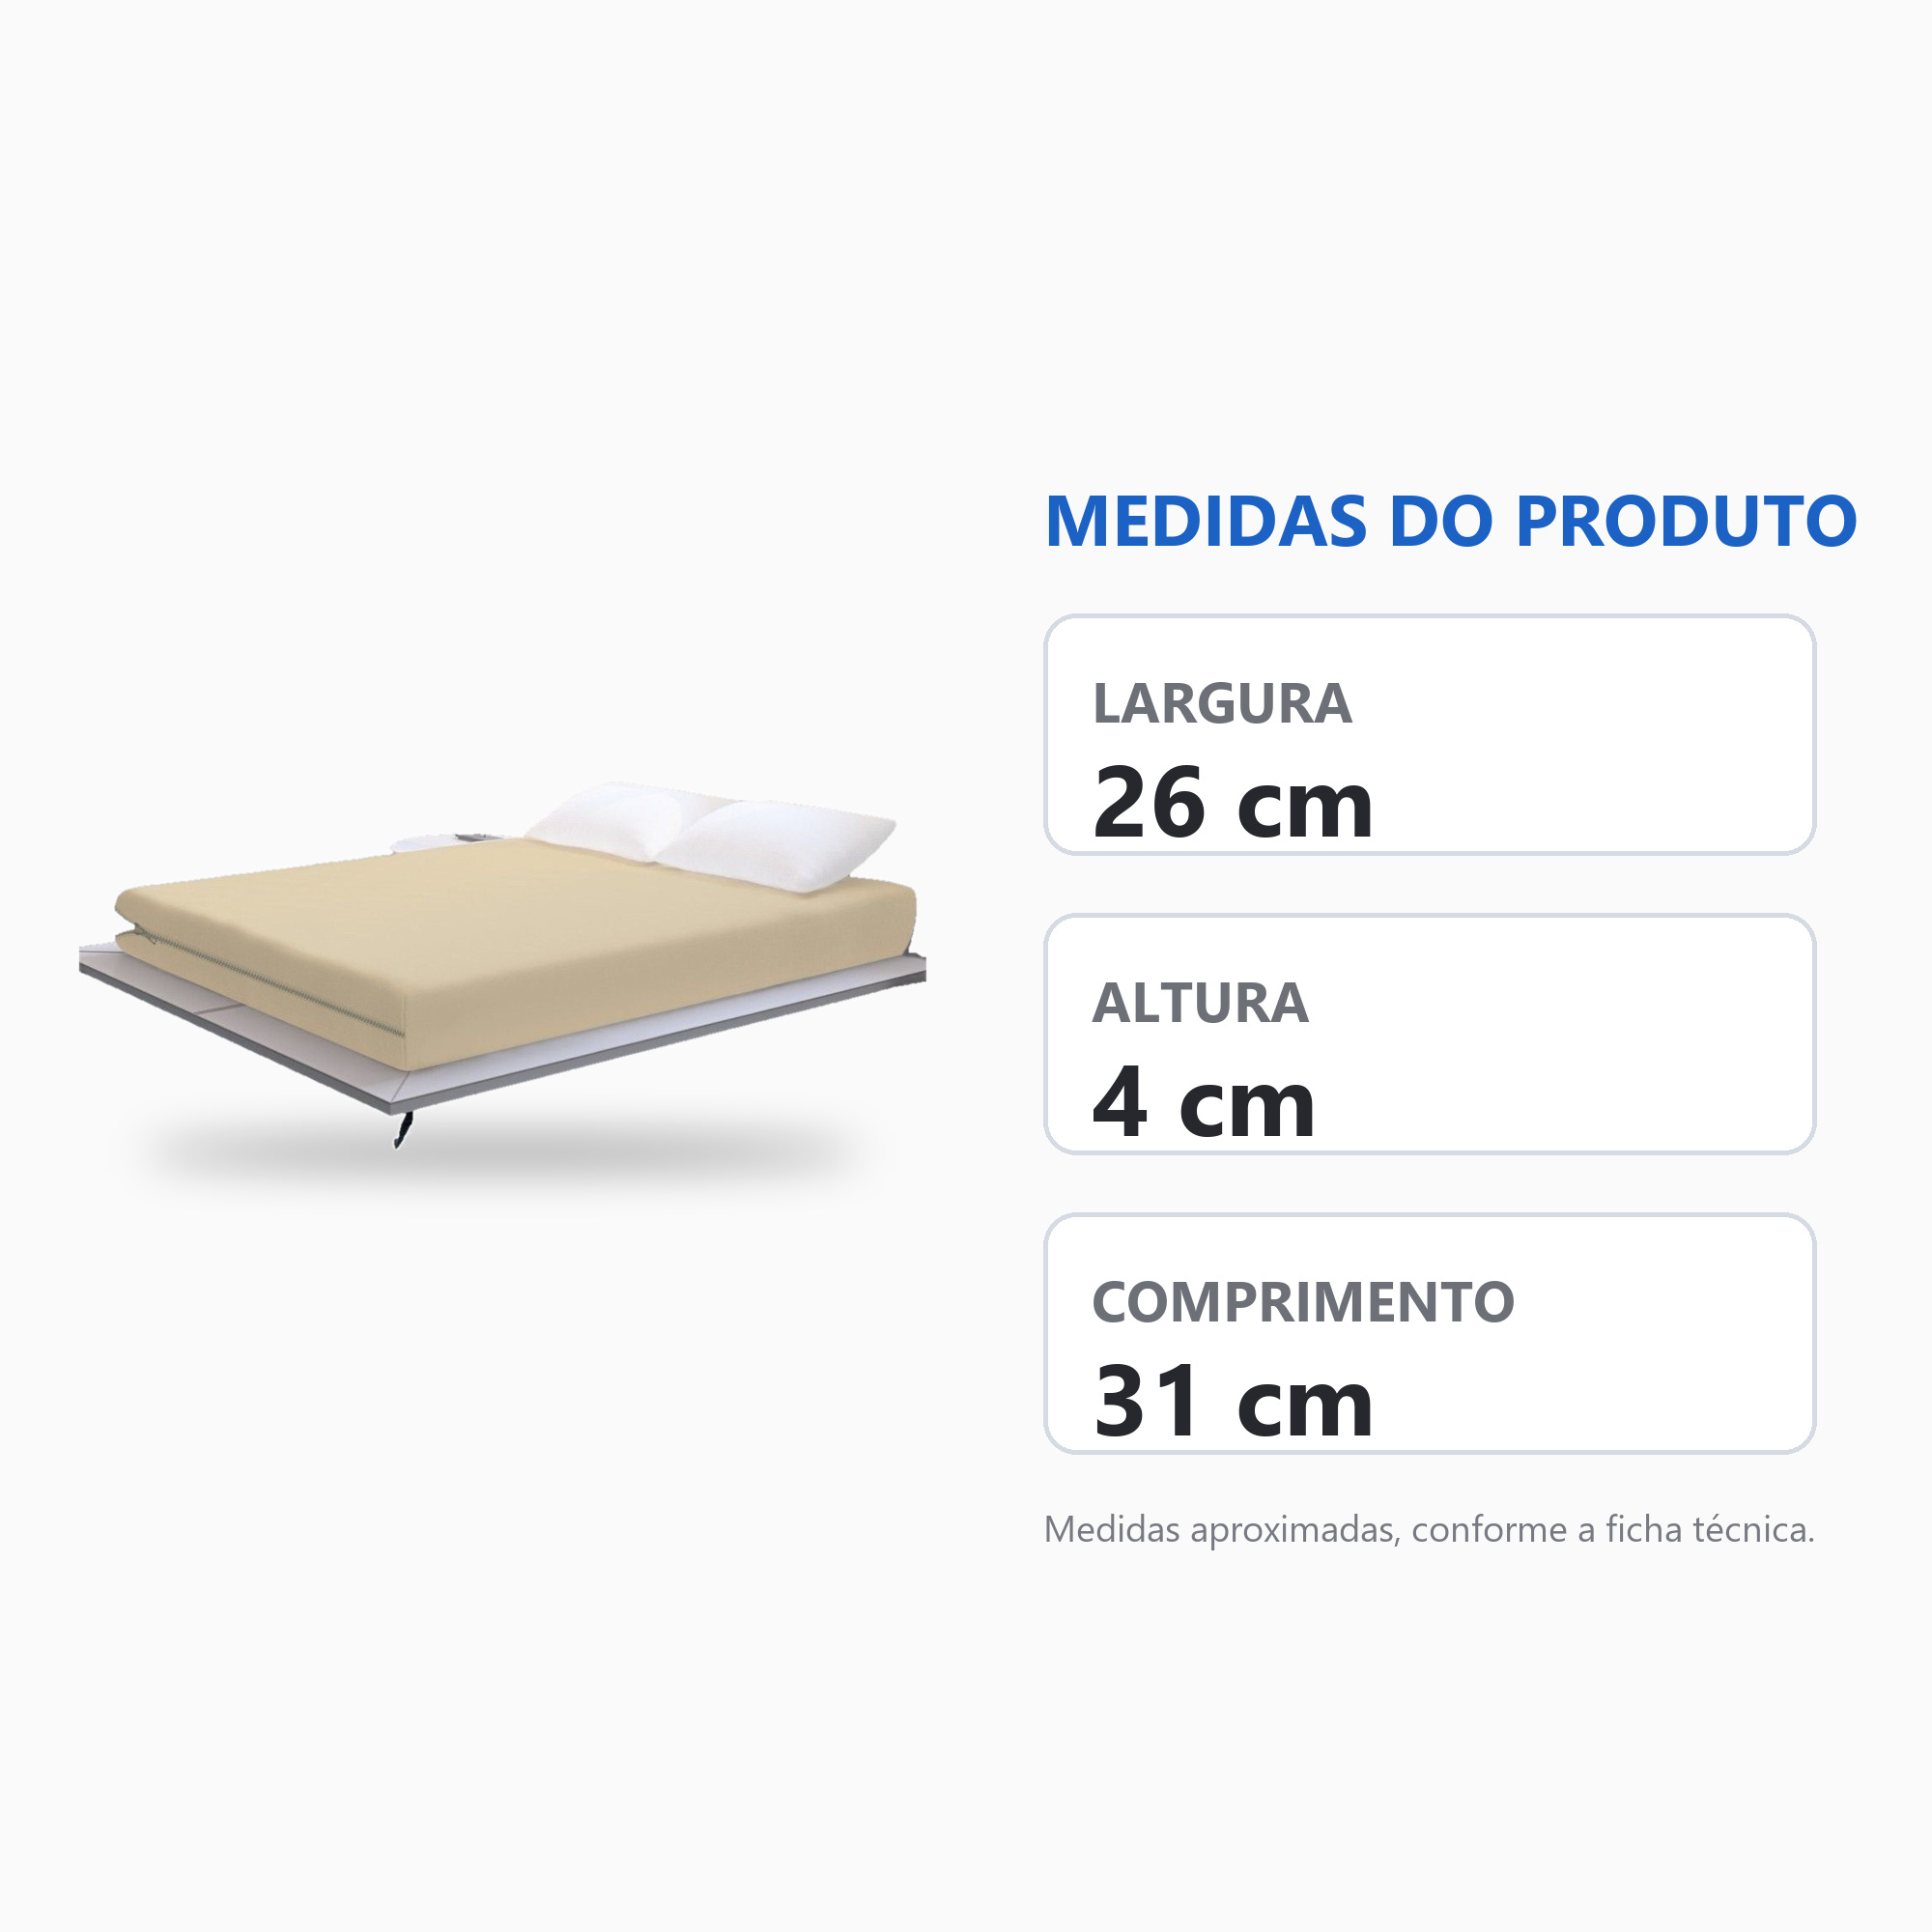 MEDIDAS DO PRODUTO
LARGURA
26 cm
ALTURA
4 cm
COMPRIMENTO
31 cm
Medidas aproximadas, conforme a ficha técnica.